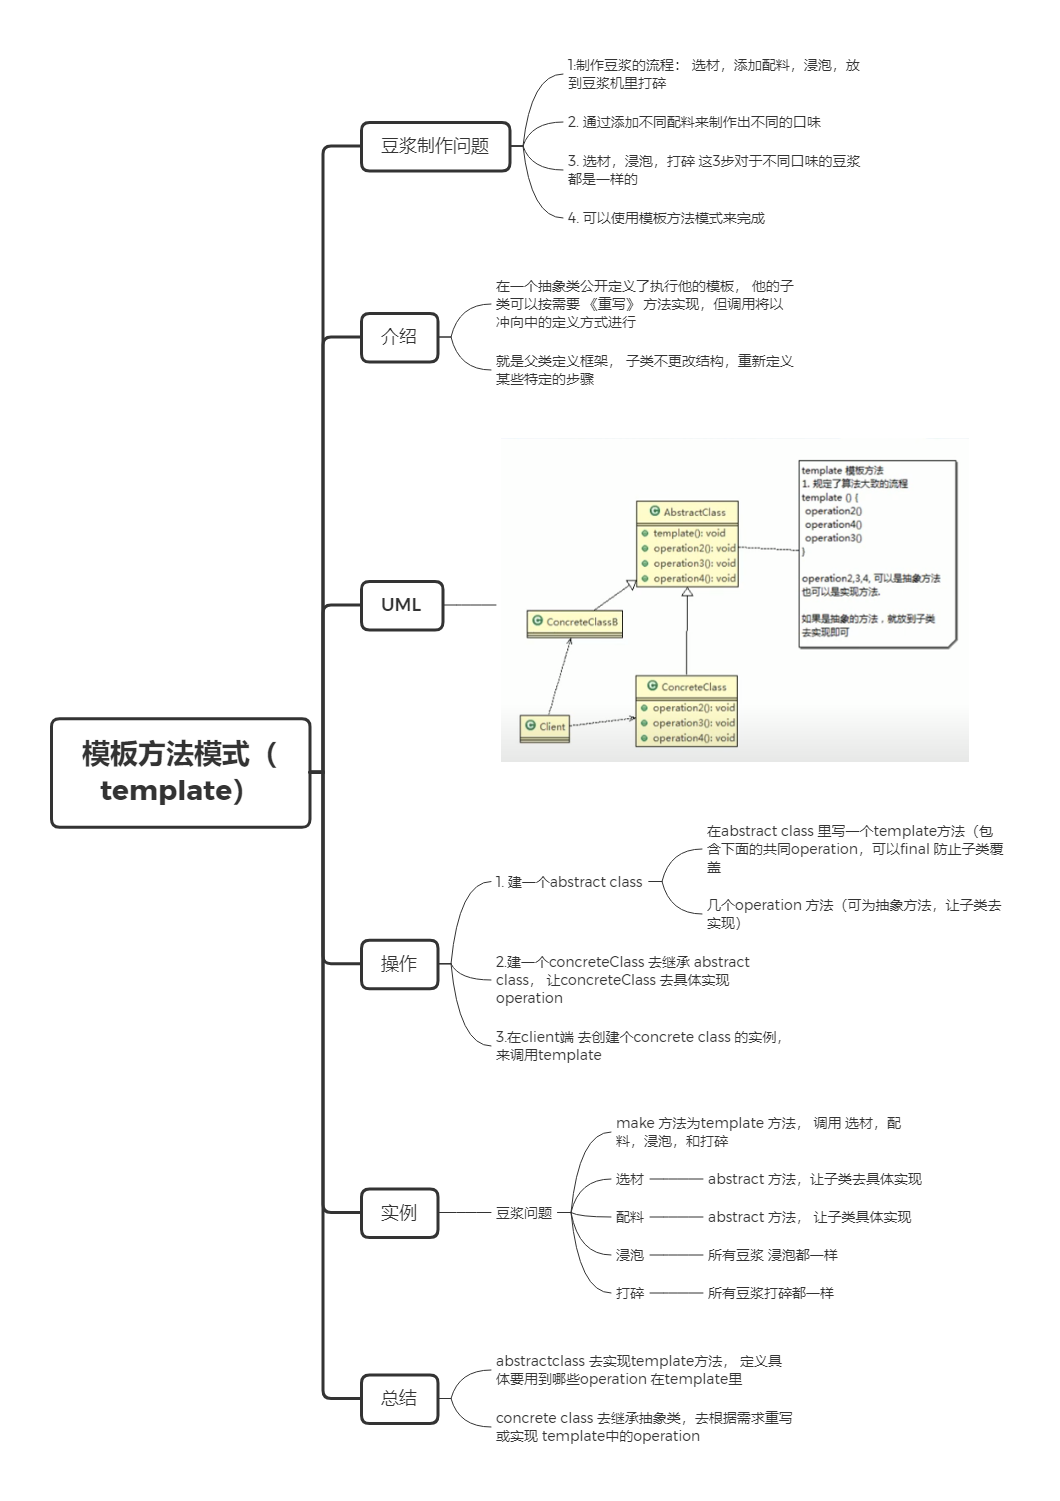 1:制作豆浆的流程： 选材，添加配料，浸泡，放
到豆浆机里打碎
2. 通过添加不同配料来制作出不同的口味
豆浆制作问题
3. 选材，浸泡，打碎 这3步对于不同口味的豆浆
都是一样的
4. 可以使用模板方法模式来完成
在一个抽象类公开定义了执行他的模板， 他的子
类可以按需要 《重写》 方法实现，但调用将以
冲向中的定义方式进行
介绍
就是父类定义框架， 子类不更改结构，重新定义
某些特定的步骤
UML
AbstractClass
template(): void
operation2(): void
operation3(): void
operation4(): void
template 模板方法
1. 规定了算法大致的流程
template () {
operation2()
operation4()
operation3()
}
operation2,3,4, 可以是抽象方法
也可以是实现方法.
如果是抽象的方法，就放到子类
去实现即可
ConcreteClassB
ConcreteClass
operation2(): void
operation3(): void
operation4(): void
Client
模板方法模式（
template）
在abstract class 里写一个template方法（包
含下面的共同operation，可以final 防止子类覆
盖
1. 建一个abstract class
几个operation 方法（可为抽象方法，让子类去
实现）
操作
2.建一个concreteClass 去继承 abstract
class， 让concreteClass 去具体实现
operation
3.在client端 去创建个concrete class 的实例，
来调用template
make 方法为template 方法， 调用 选材，配
料，浸泡，和打碎
选材 abstract 方法，让子类去具体实现
实例
豆浆问题
配料 abstract 方法， 让子类具体实现
浸泡 所有豆浆 浸泡都一样
打碎 所有豆浆打碎都一样
abstractclass 去实现template方法， 定义具
体要用到哪些operation 在template里
总结
concrete class 去继承抽象类，去根据需求重写
或实现 template中的operation